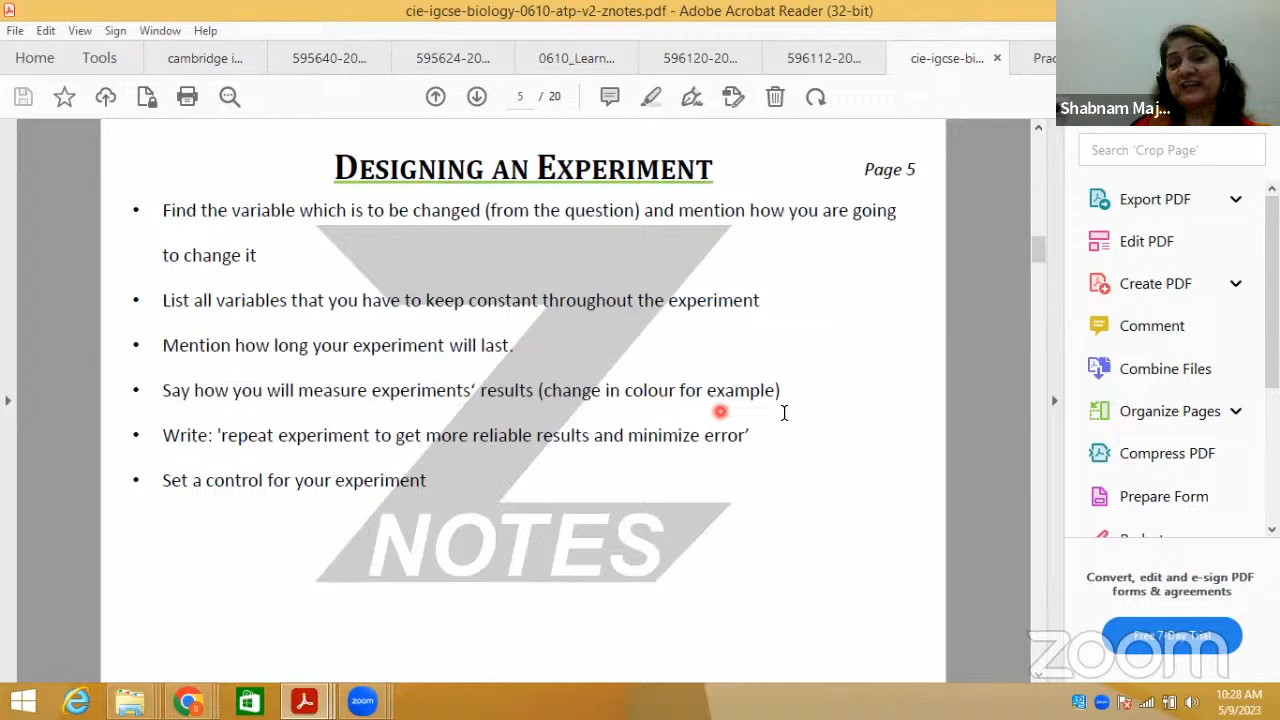 cie-igcse-biology-0610-atp-v2-znotes.pdf - Adobe Acrobat Reader (32-bit)
File Edit View Sign Window Help
Home Tools cambridge i... 595640-20... 595624-20... 0610_Learn... 596120-20... 596112-20... cie-igcse-bi... × Prac
5 / 20
Shabnam Maj...
DESIGNING AN EXPERIMENT
Page 5
• Find the variable which is to be changed (from the question) and mention how you are going
to change it
• List all variables that you have to keep constant throughout the experiment
• Mention how long your experiment will last.
• Say how you will measure experiments‘ results (change in colour for example)
• Write: 'repeat experiment to get more reliable results and minimize error’
• Set a control for your experiment
Z
NOTES
Search 'Crop Page'
Export PDF
Edit PDF
Create PDF
Comment
Combine Files
Organize Pages
Compress PDF
Prepare Form
Convert, edit and e-sign PDF
forms & agreements
Free 7-Day Trial
zoom
zoom
10:28 AM
5/9/2023